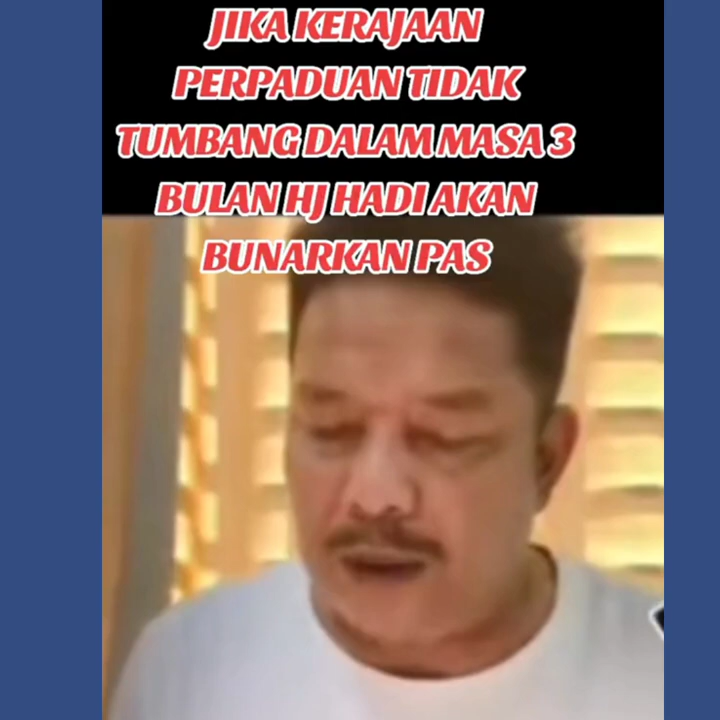 JIKA KERAJAAN
PERPADUAN TIDAK
TUMBANG DALAM MASA 3
BULAN HJ HADI AKAN
BUNARKAN PAS